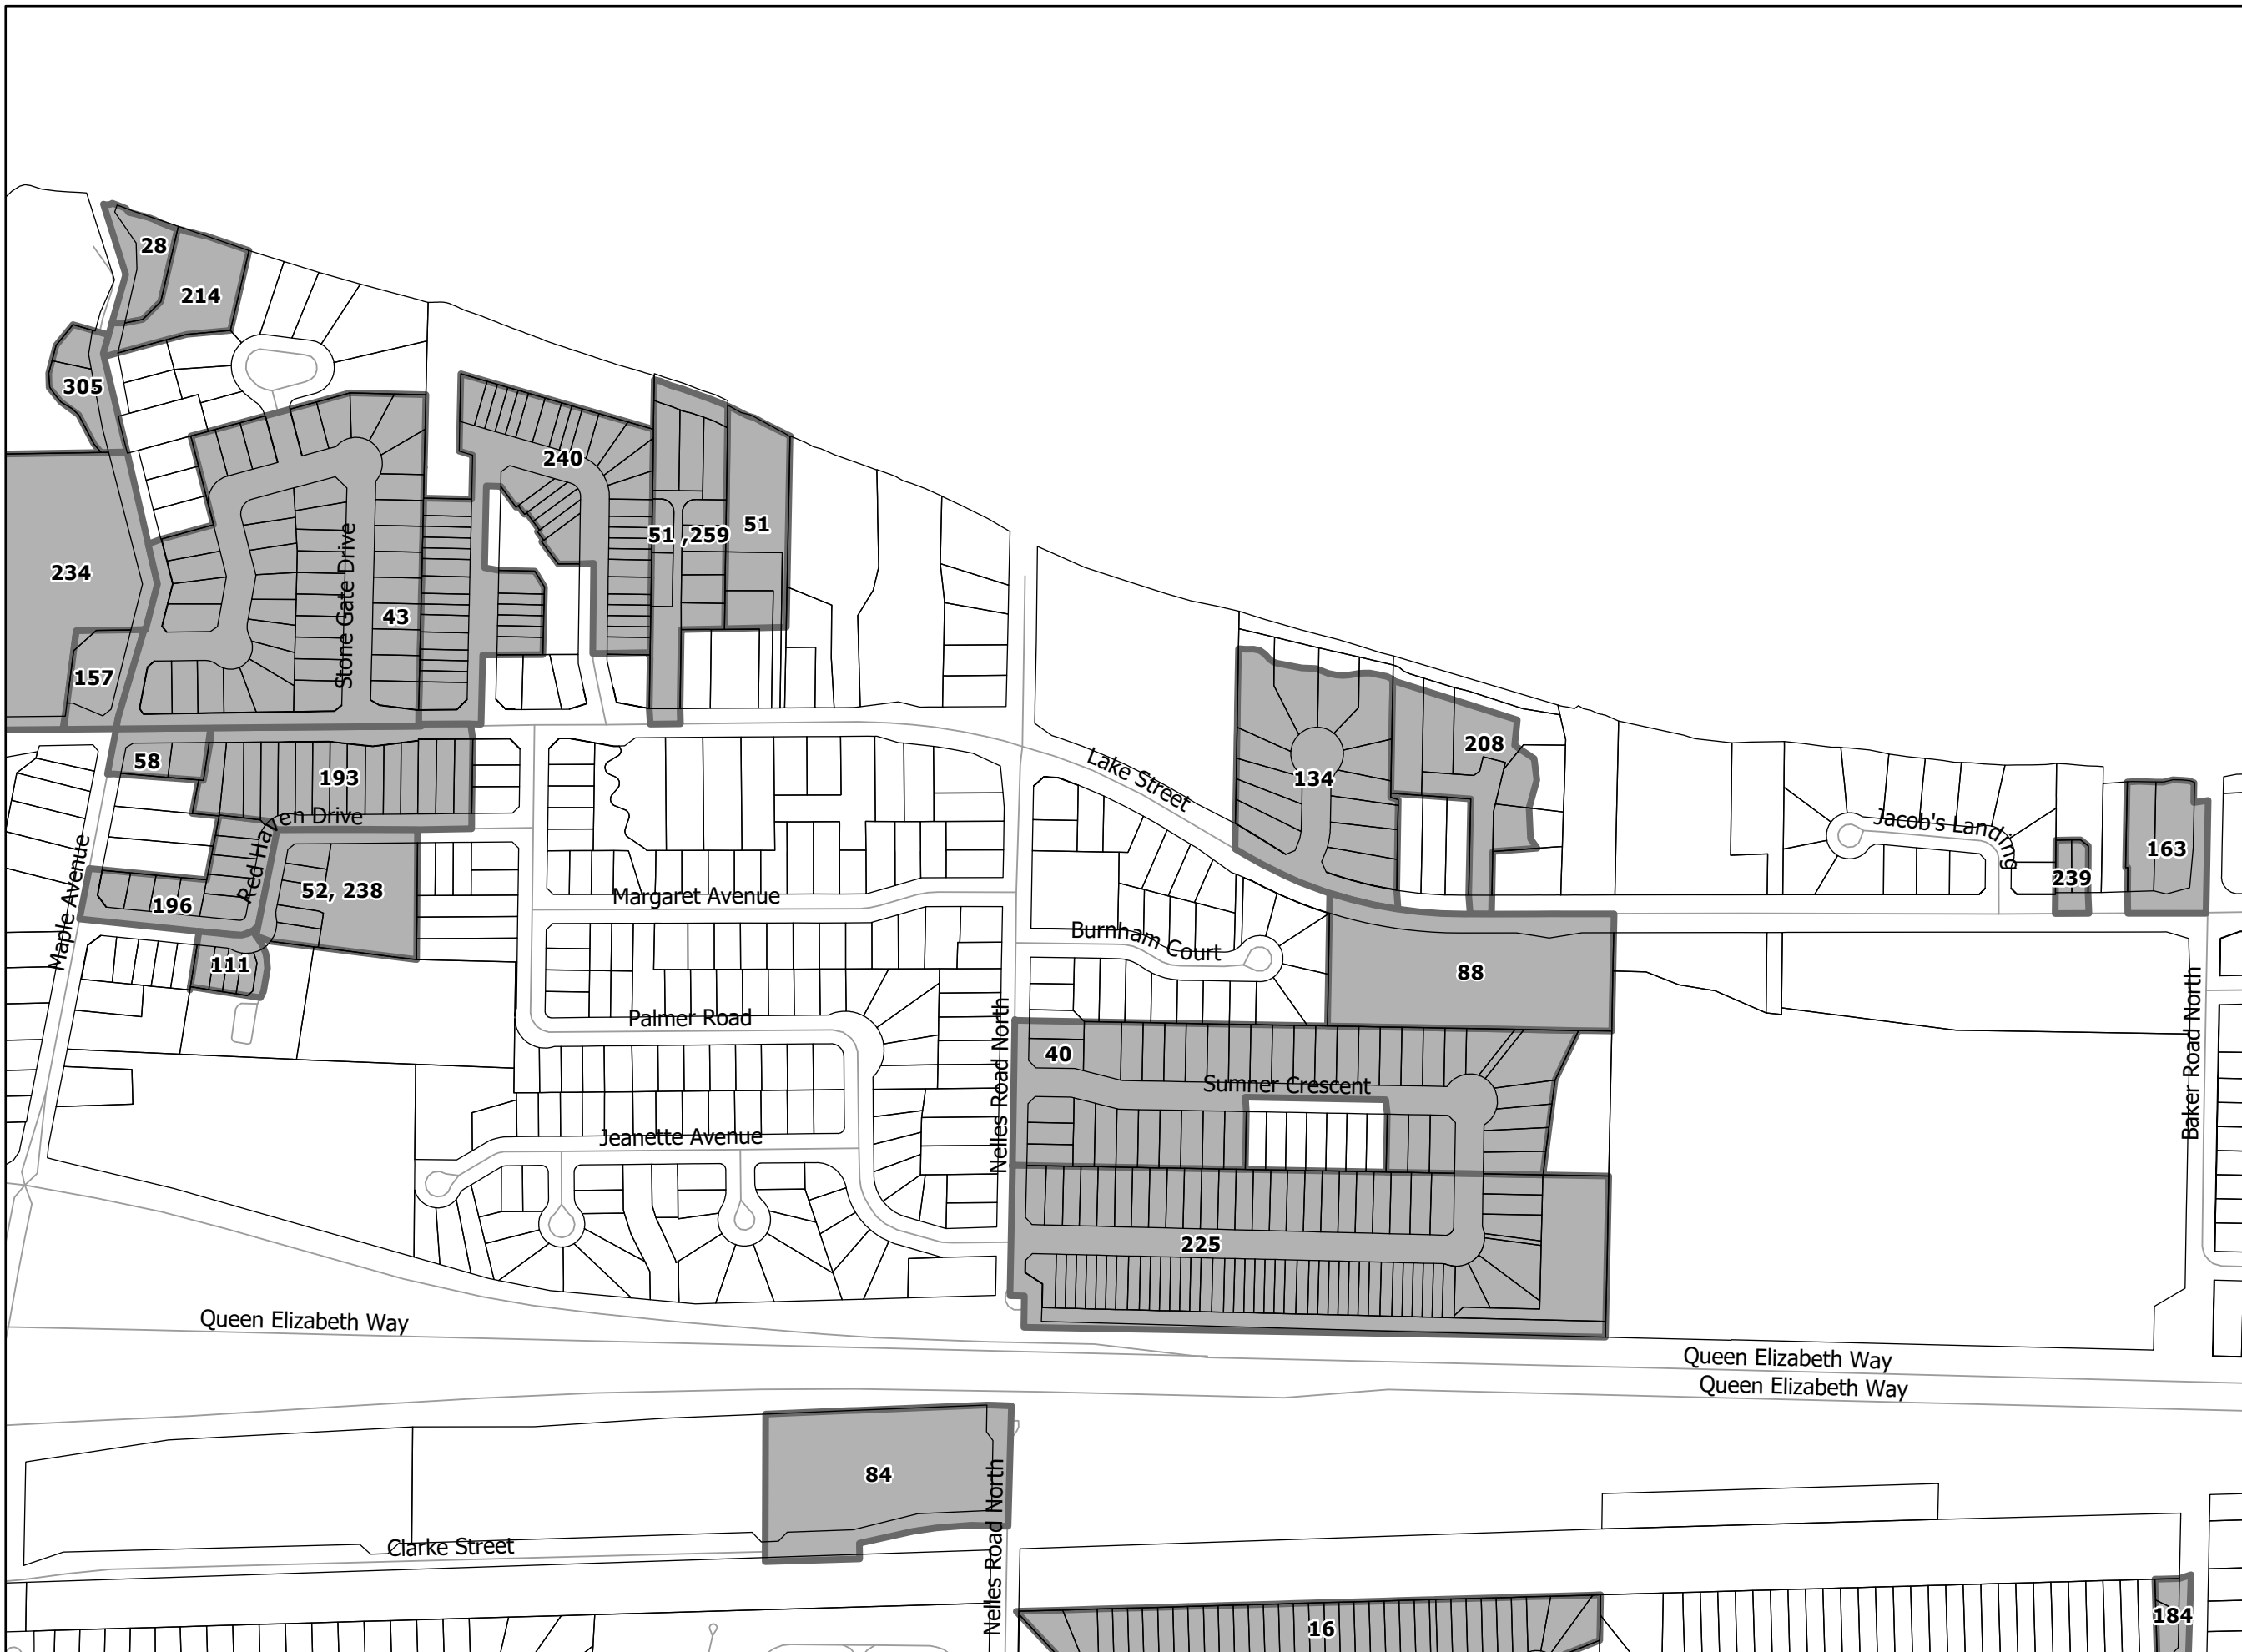 28
214
305
240
51 ,259
51
234
Stone Gate Drive
43
157
58
193
Red Haven Drive
52, 238
196
111
Maple Avenue
Lake Street
134
208
Jacob's Landing
239
163
Margaret Avenue
Burnham Court
88
Palmer Road
Nelles Road North
40
Sumner Crescent
Baker Road North
Jeanette Avenue
225
Queen Elizabeth Way
Queen Elizabeth Way
Queen Elizabeth Way
84
Clarke Street
Nelles Road North
16
184